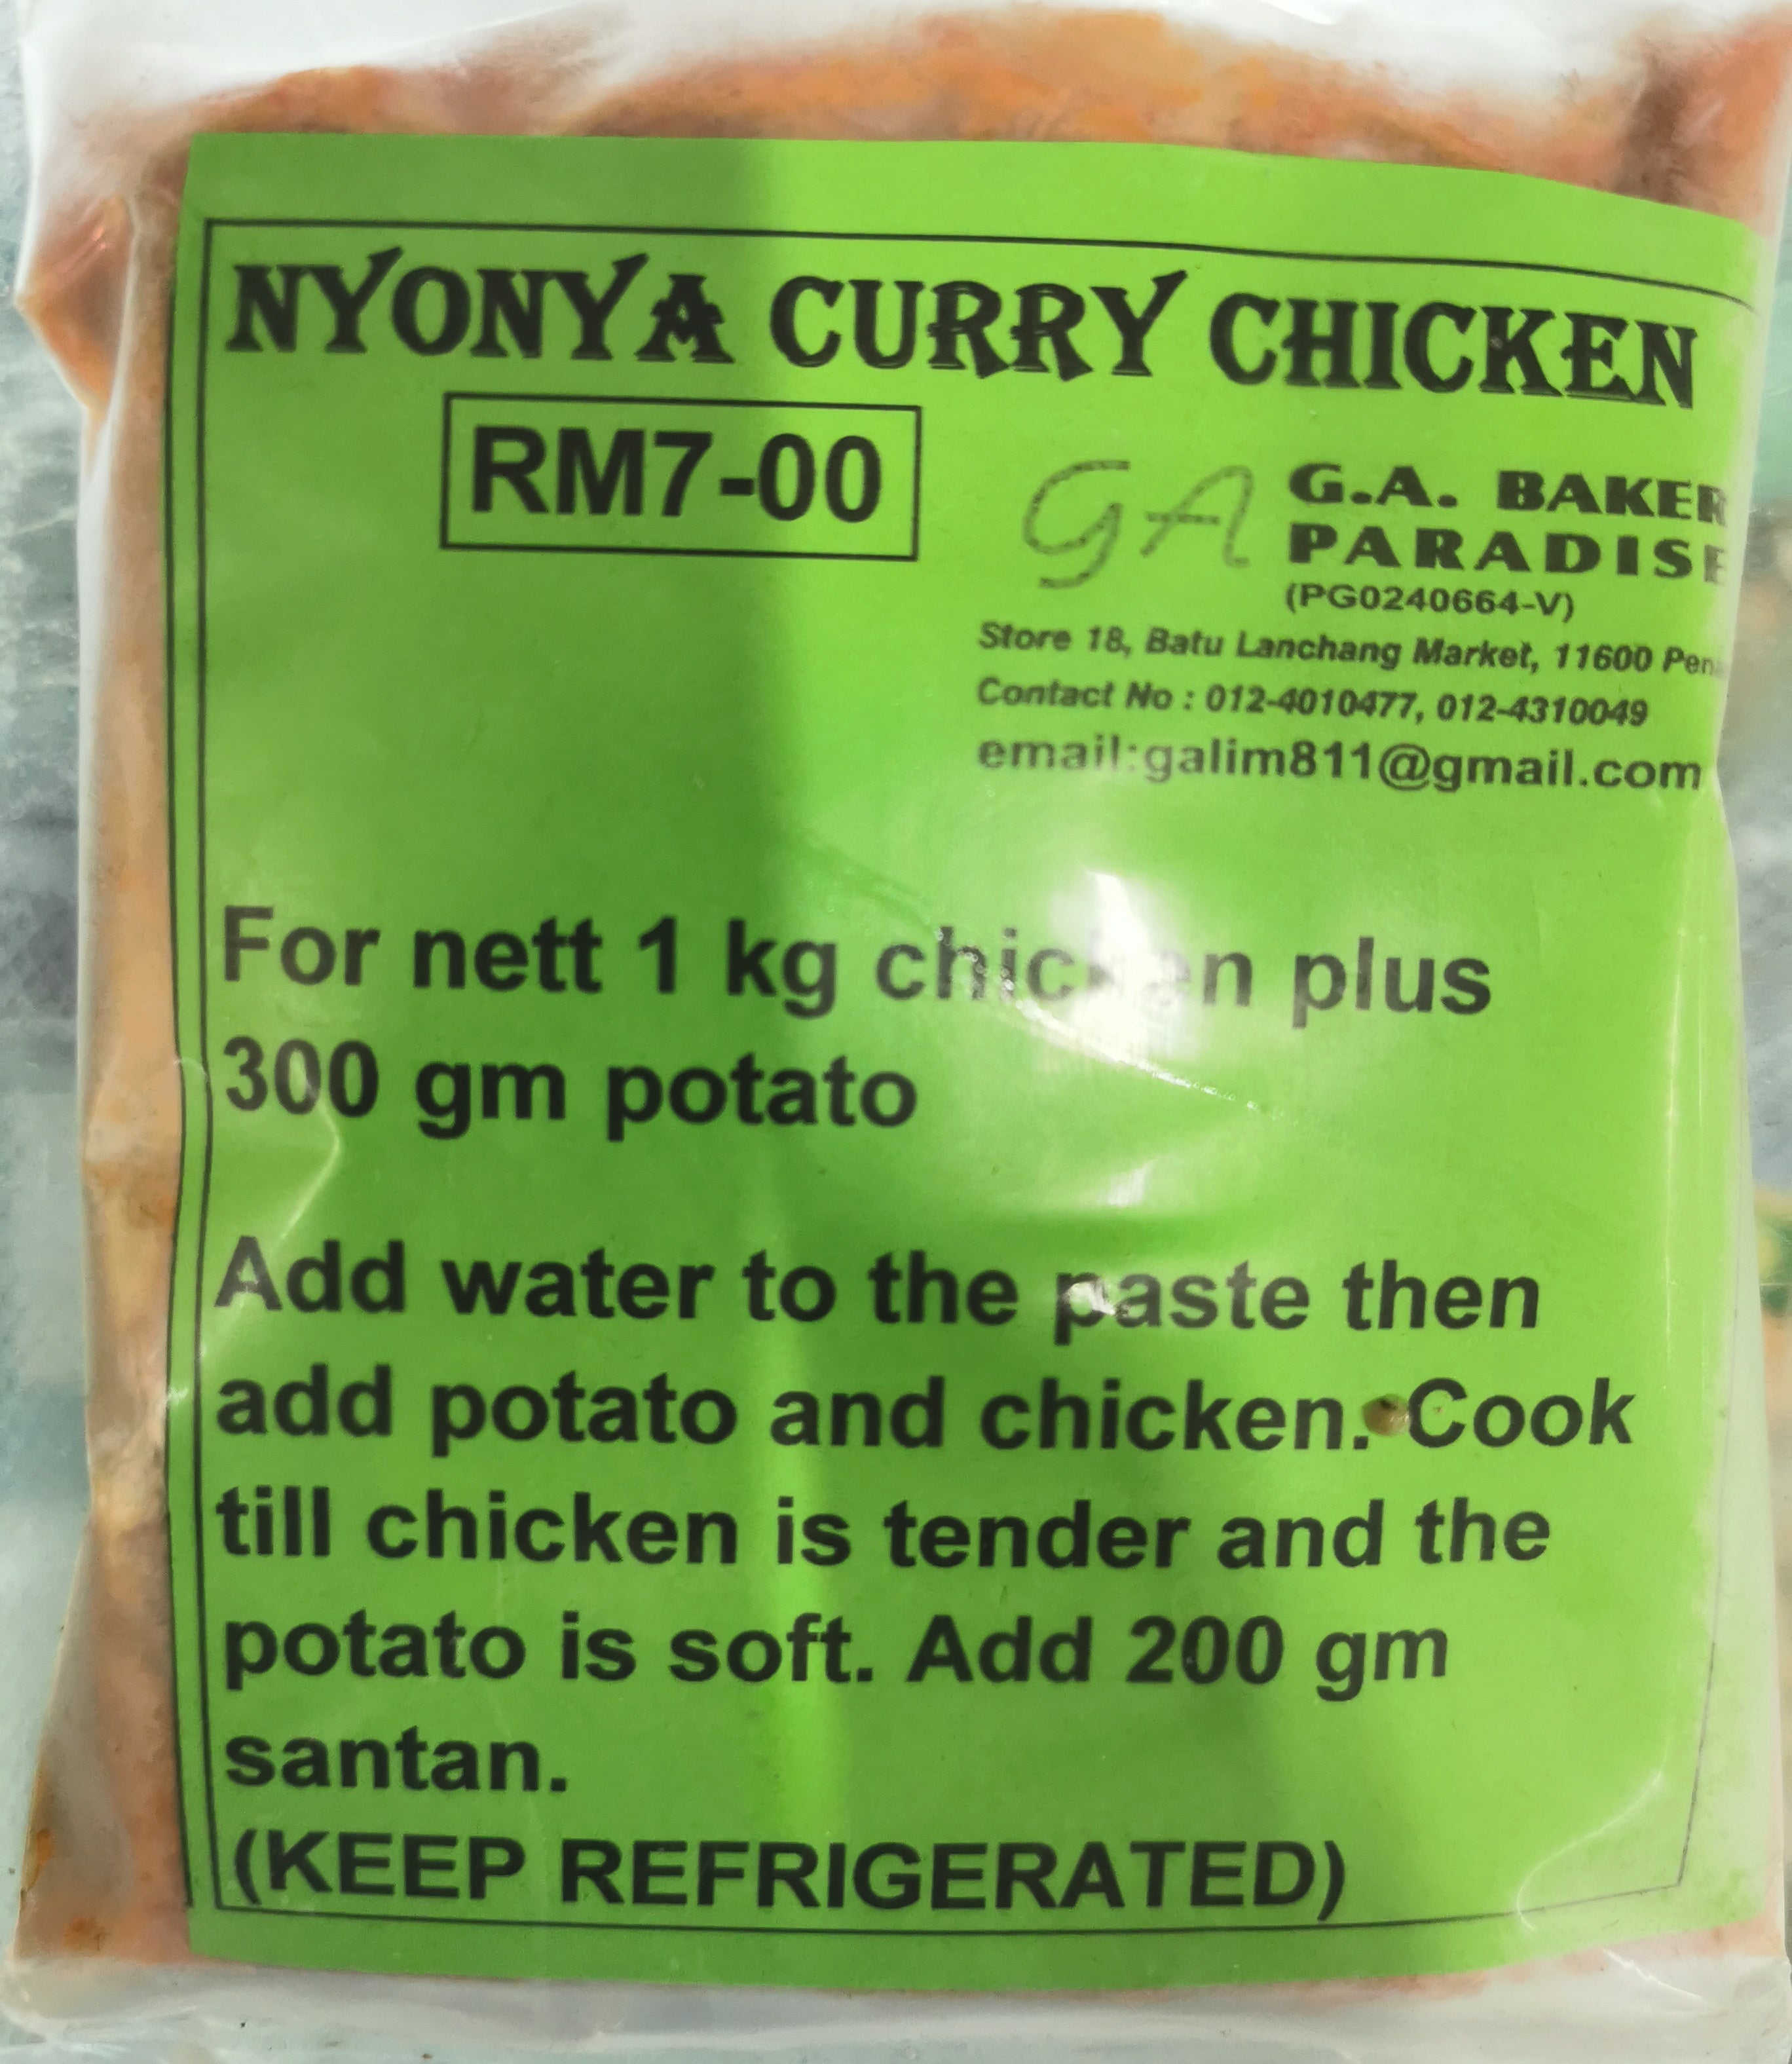 NYONYA CURRY CHICKEN
RM7-00
GA
G.A. BAKER
PARADISE
(PG0240664-V)
Store 18, Batu Lanchang Market, 11600 Pen
Contact No : 012-4010477, 012-4310049
email:galim811@gmail.com
For nett 1 kg chicken plus
300 gm potato
Add water to the paste then
add potato and chicken. Cook
till chicken is tender and the
potato is soft. Add 200 gm
santan.
(KEEP REFRIGERATED)